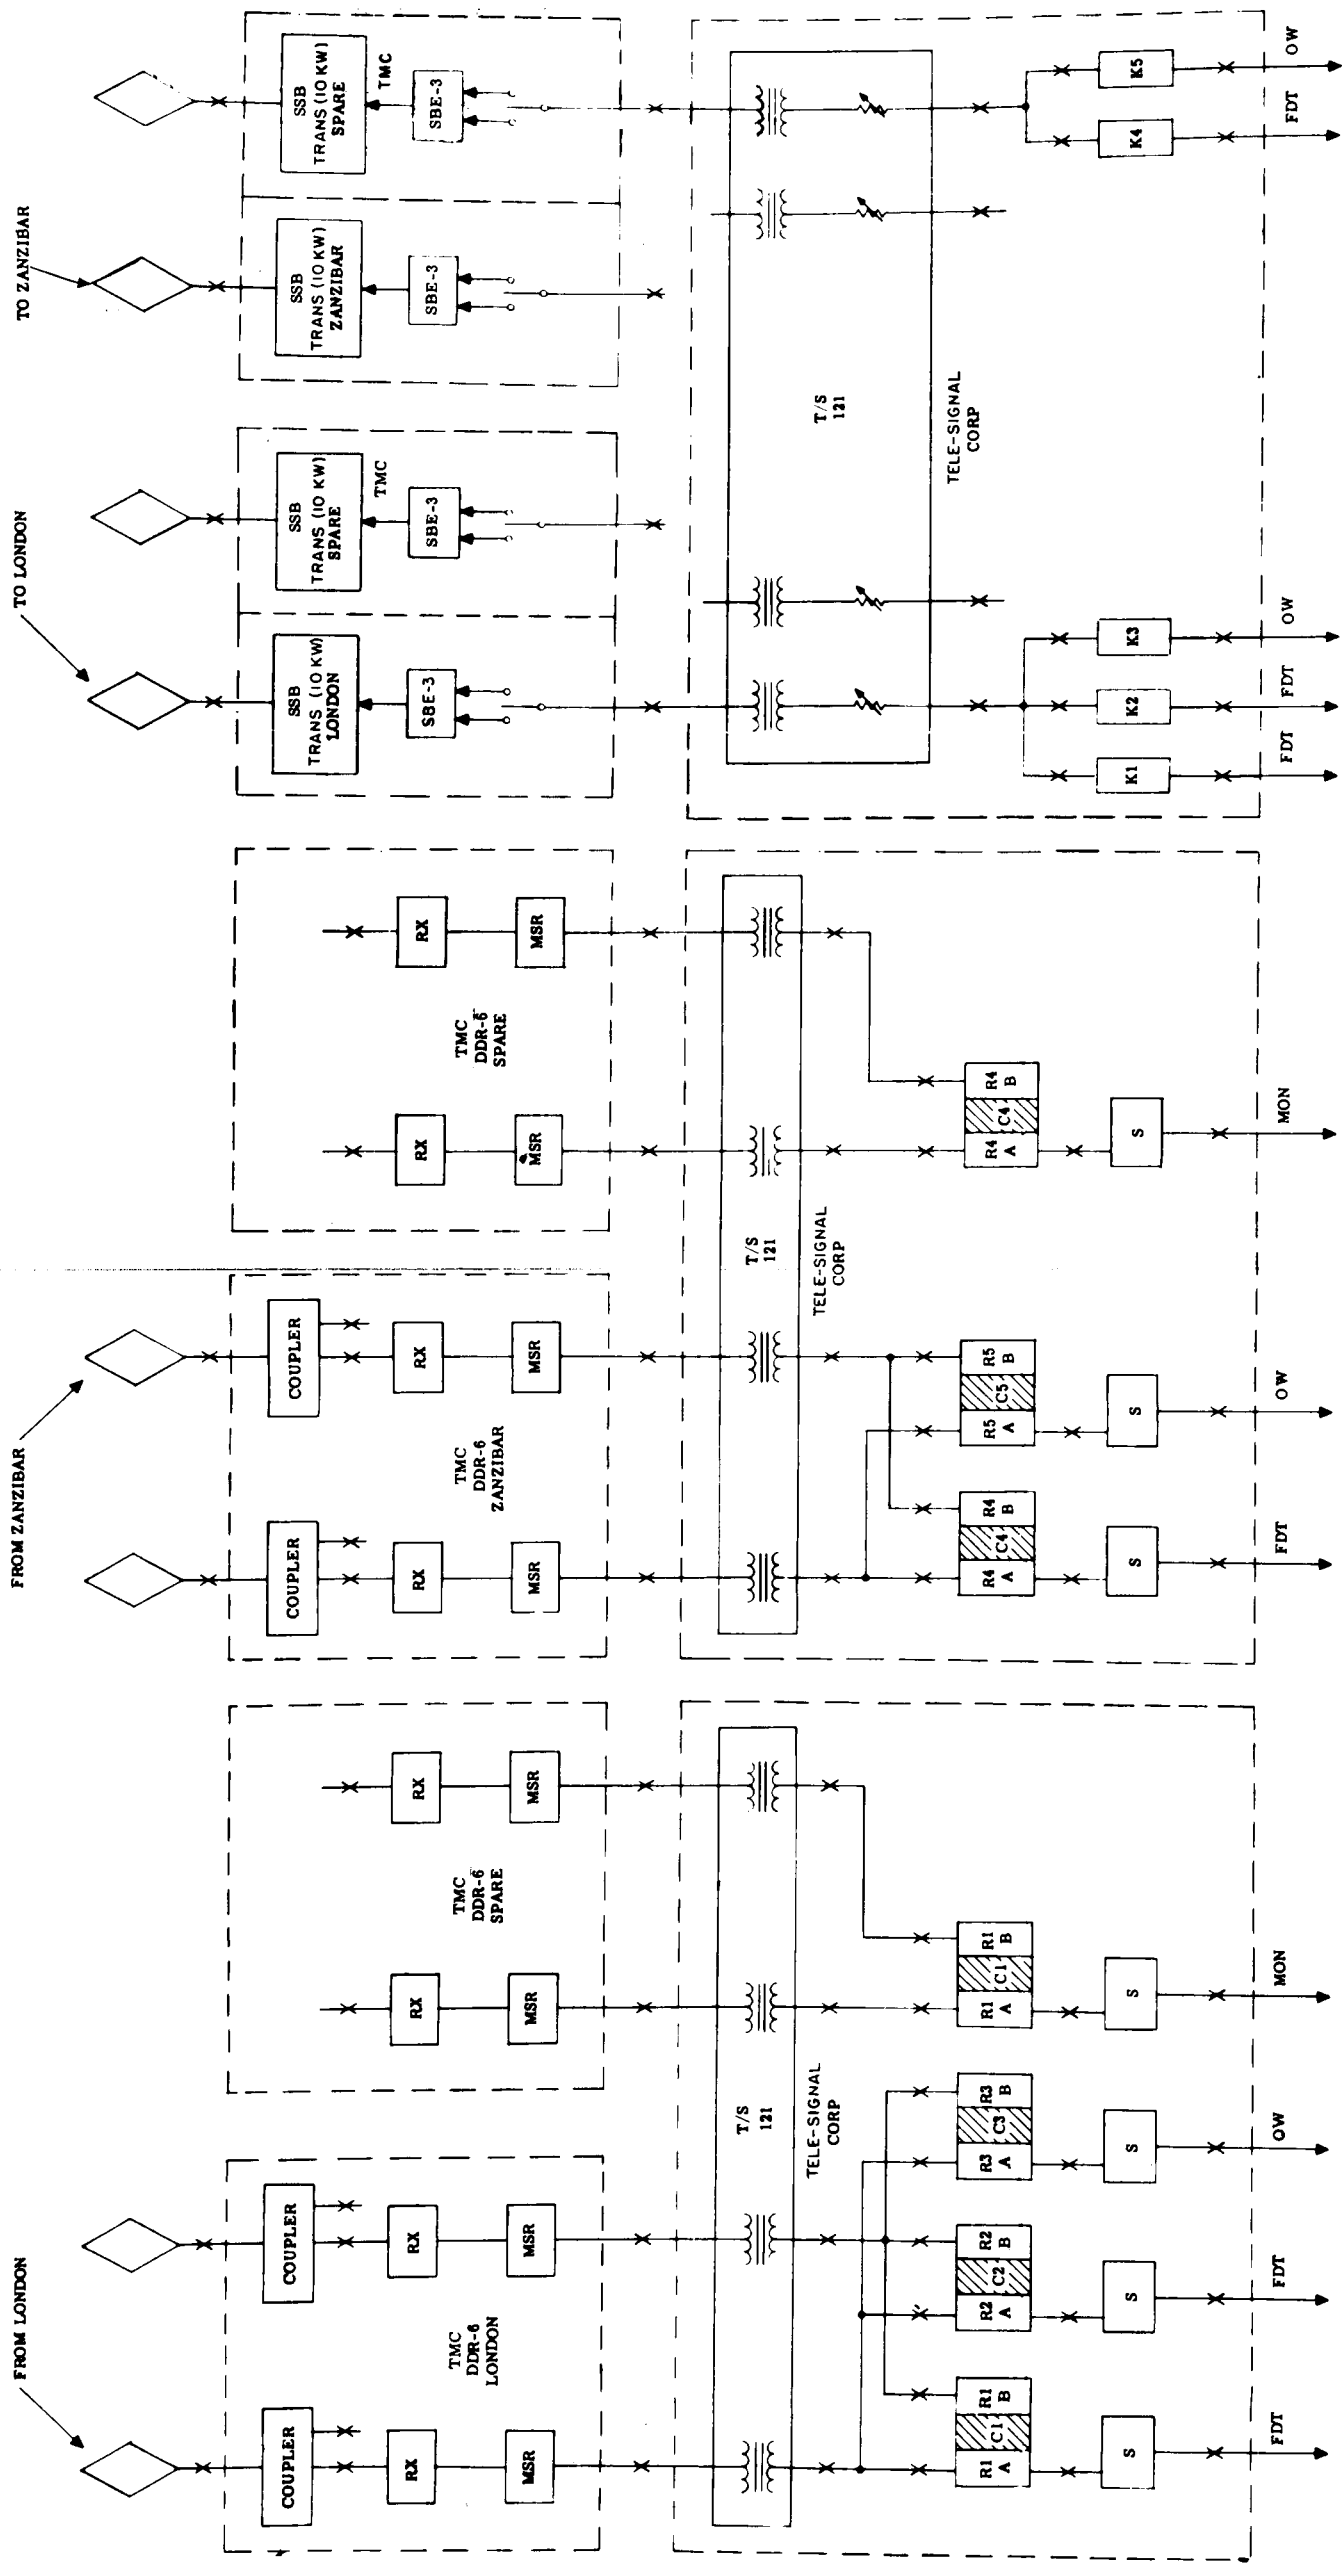 FROM LONDON
COUPLER
COUPLER
RX
RX
TMC
DDR-6
LONDON
MSR
MSR
RX
RX
TMC
DDR-6
SPARE
MSR
MSR
T/S
121
TELE-SIGNAL
CORP
R1
A
C1
R1
B
R2
A
C2
R2
B
R3
A
C3
R3
B
R1
A
C1
R1
B
S
S
S
S
FDT
FDT
OW
MON
FROM ZANZIBAR
COUPLER
COUPLER
RX
RX
TMC
DDR-6
ZANZIBAR
MSR
MSR
RX
RX
TMC
DDR-6
SPARE
MSR
MSR
T/S
121
TELE-SIGNAL
CORP
R4
A
C4
R4
B
R5
A
C5
R5
B
R4
A
C4
R4
B
S
S
S
FDT
OW
MON
TO LONDON
SSB
TRANS (10 KW)
LONDON
SSB
TRANS (10 KW)
SPARE
TMC
SBE-3
SBE-3
TO ZANZIBAR
SSB
TRANS (10 KW)
ZANZIBAR
SSB
TRANS (10 KW)
SPARE
TMC
SBE-3
SBE-3
T/S
121
TELE-SIGNAL
CORP
K1
K2
K3
K4
K5
FDT
FDT
OW
FDT
OW